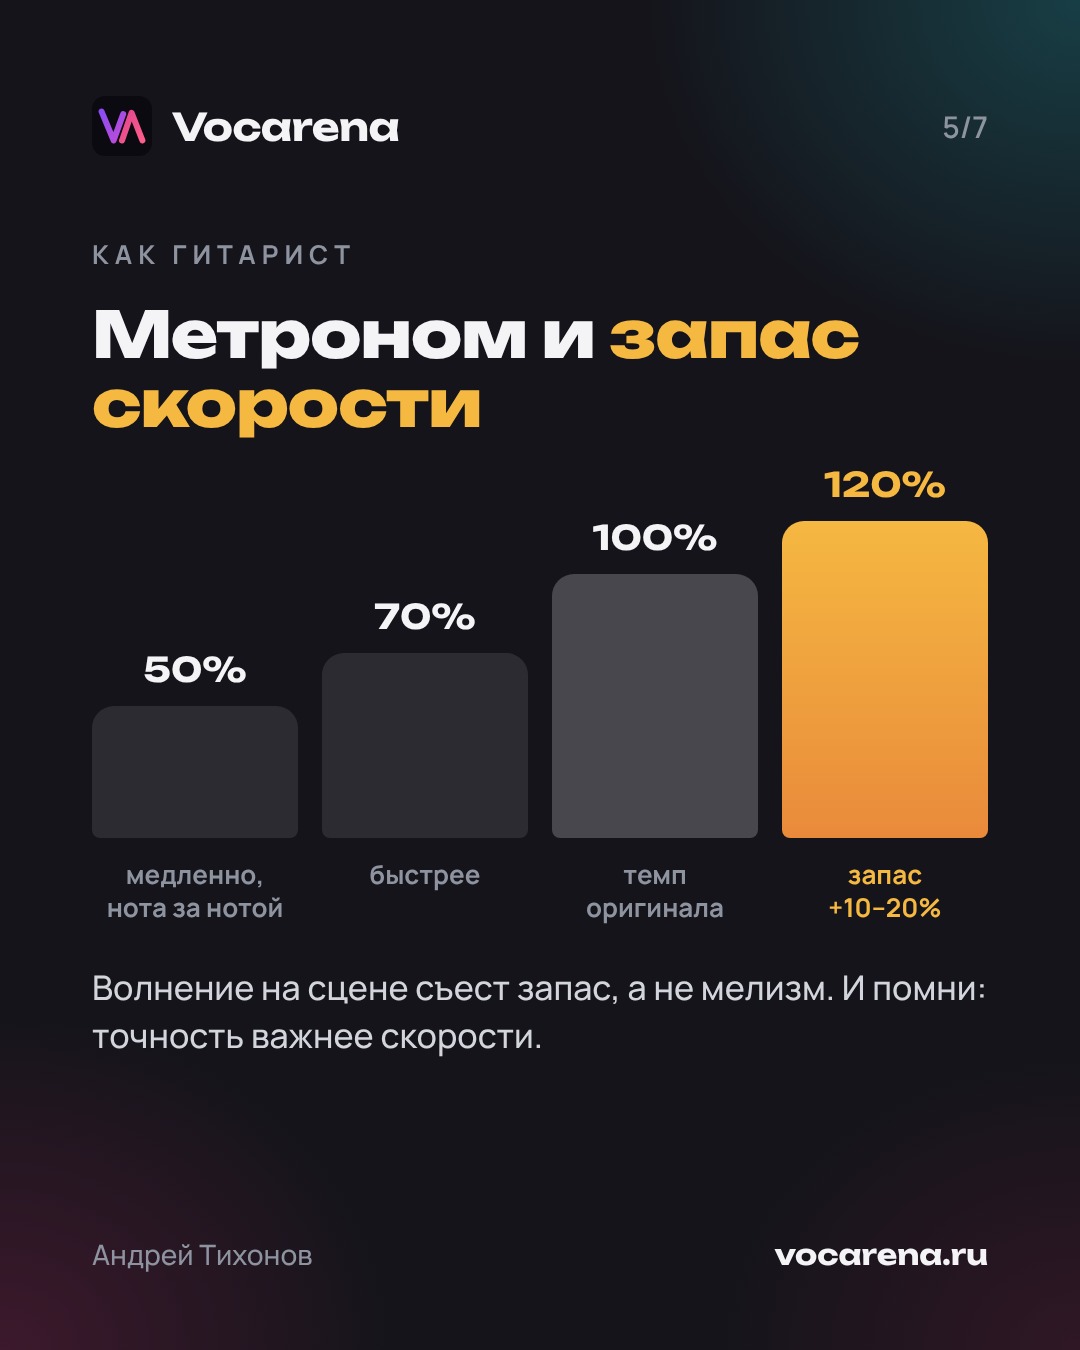 Vocarena
5/7
КАК ГИТАРИСТ
Метроном и запас
скорости
50%
70%
100%
120%
медленно,
нота за нотой
быстрее
темп
оригинала
запас
+10–20%
Волнение на сцене съест запас, а не мелизм. И помни:
точность важнее скорости.
Андрей Тихонов
vocarena.ru